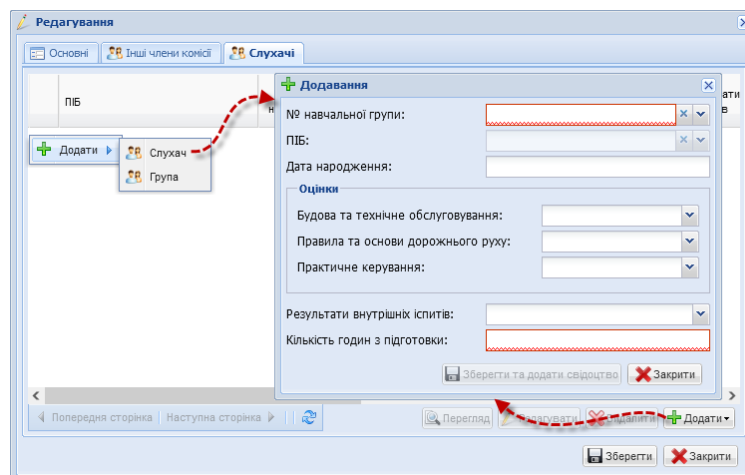 Редагування
Основні Інші члени комісії Слухачі
ПІБ
Додати
Слухач
Група
Додавання
№ навчальної групи:
ПІБ:
Дата народження:
Оцінки
Будова та технічне обслуговування:
Правила та основи дорожнього руху:
Практичне керування:
Результати внутрішніх іспитів:
Кількість годин з підготовки:
Зберегти та додати свідоцтво Закрити
Попередня сторінка Наступна сторінка Перегляд Додати
Зберегти Закрити